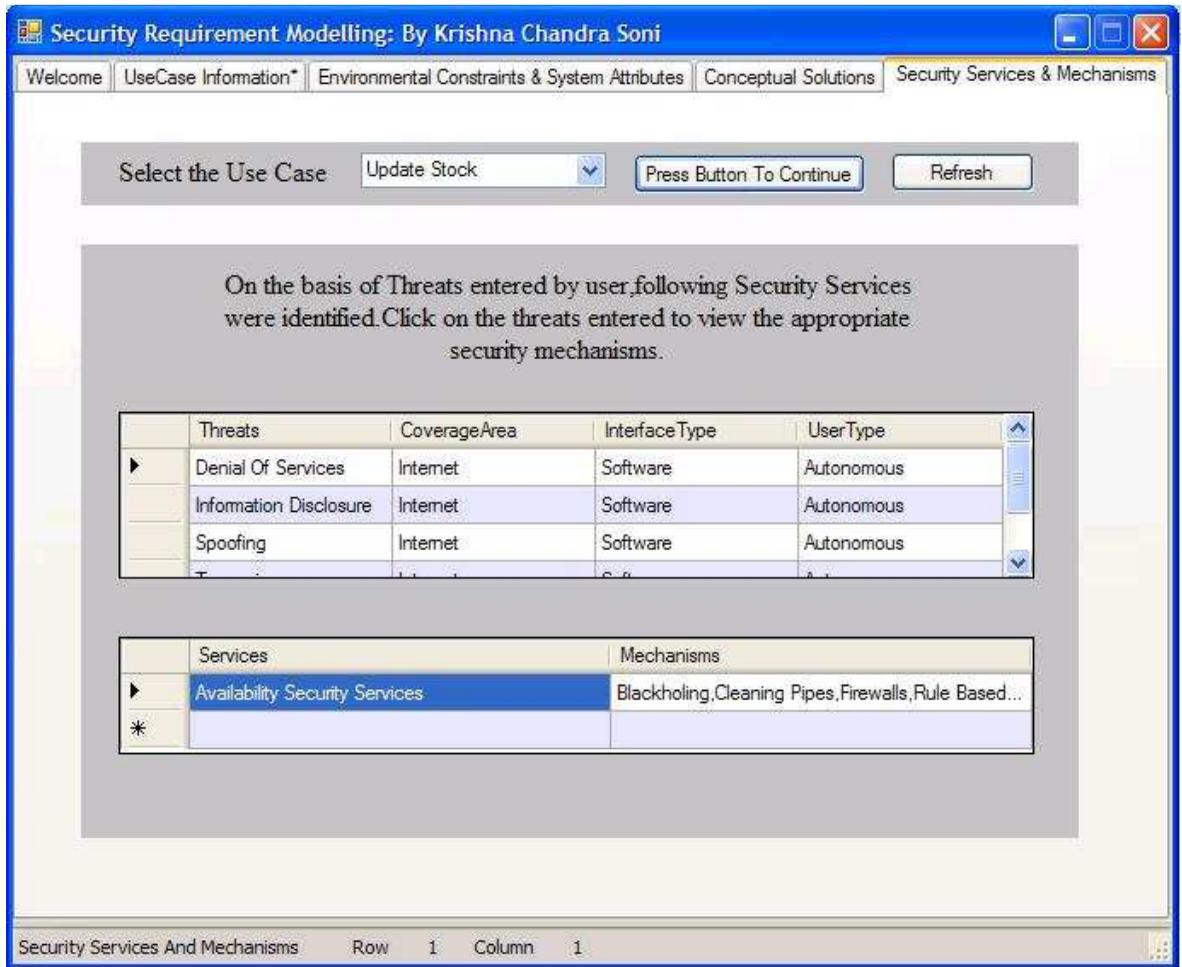 Security Requirement Modelling: By Krishna Chandra Soni
Welcome UseCase Information* Environmental Constraints & System Attributes Conceptual Solutions Security Services & Mechanisms
Select the Use Case Update Stock Press Button To Continue Refresh
On the basis of Threats entered by user,following Security Services
were identified.Click on the threats entered to view the appropriate
security mechanisms.
Threats CoverageArea InterfaceType UserType
Denial Of Services Internet Software Autonomous
Information Disclosure Internet Software Autonomous
Spoofing Internet Software Autonomous
Services Mechanisms
Availability Security Services Blackholing,Cleaning Pipes,Firewalls,Rule Based...
Security Services And Mechanisms Row 1 Column 1